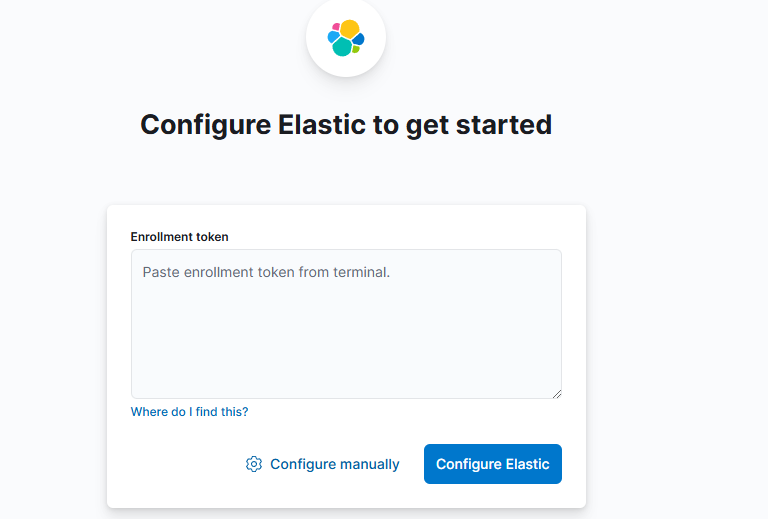 Configure Elastic to get started
Enrollment token
Paste enrollment token from terminal.
Where do I find this?
Configure manually
Configure Elastic